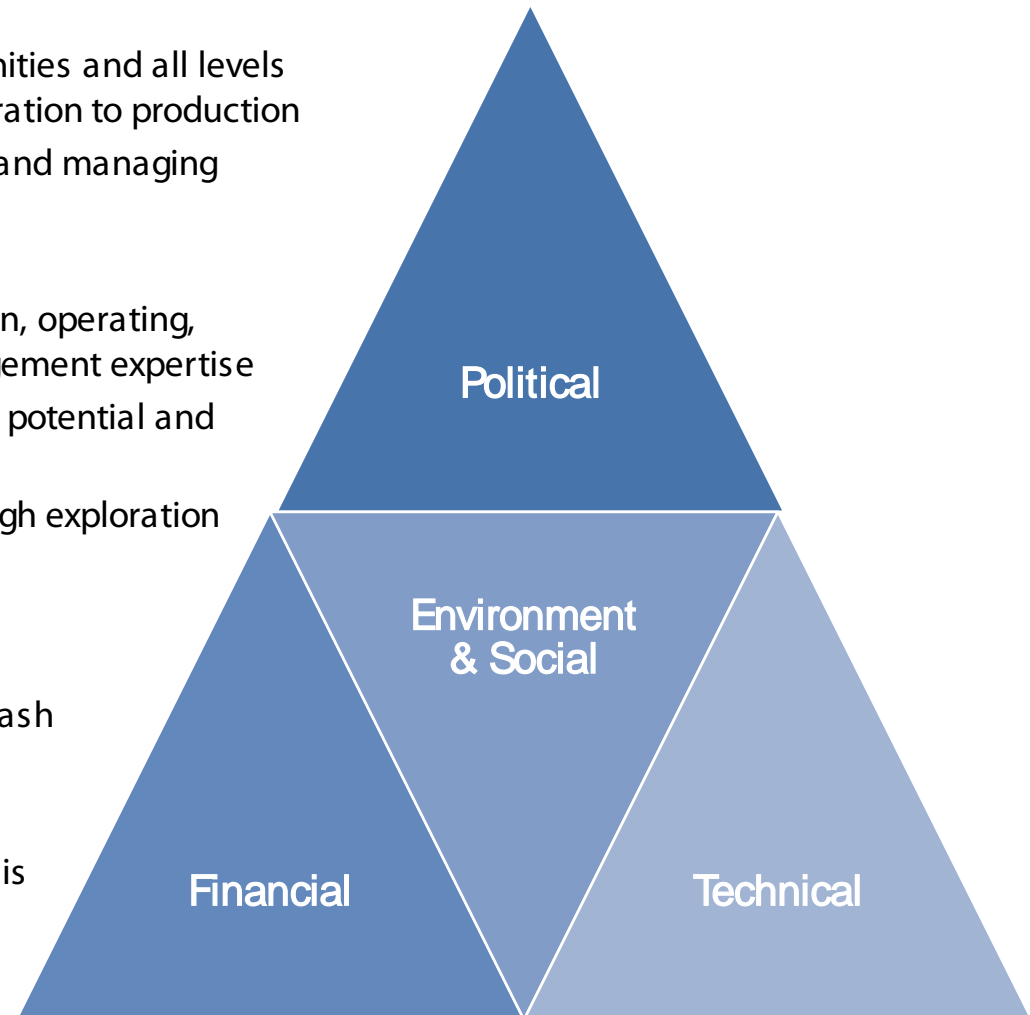 nities and all levels
ration to production
and managing
n, operating,
gement expertise
potential and
gh exploration
ash
is
Political
Environment
& Social
Financial
Technical